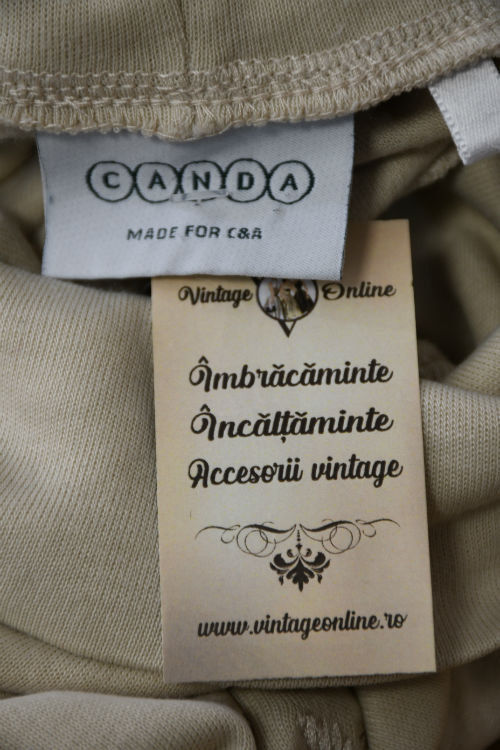 CANDA
MADE FOR C&A
Vintage Online
Îmbrăcăminte
Încălțăminte
Accesorii vintage
www.vintageonline.ro